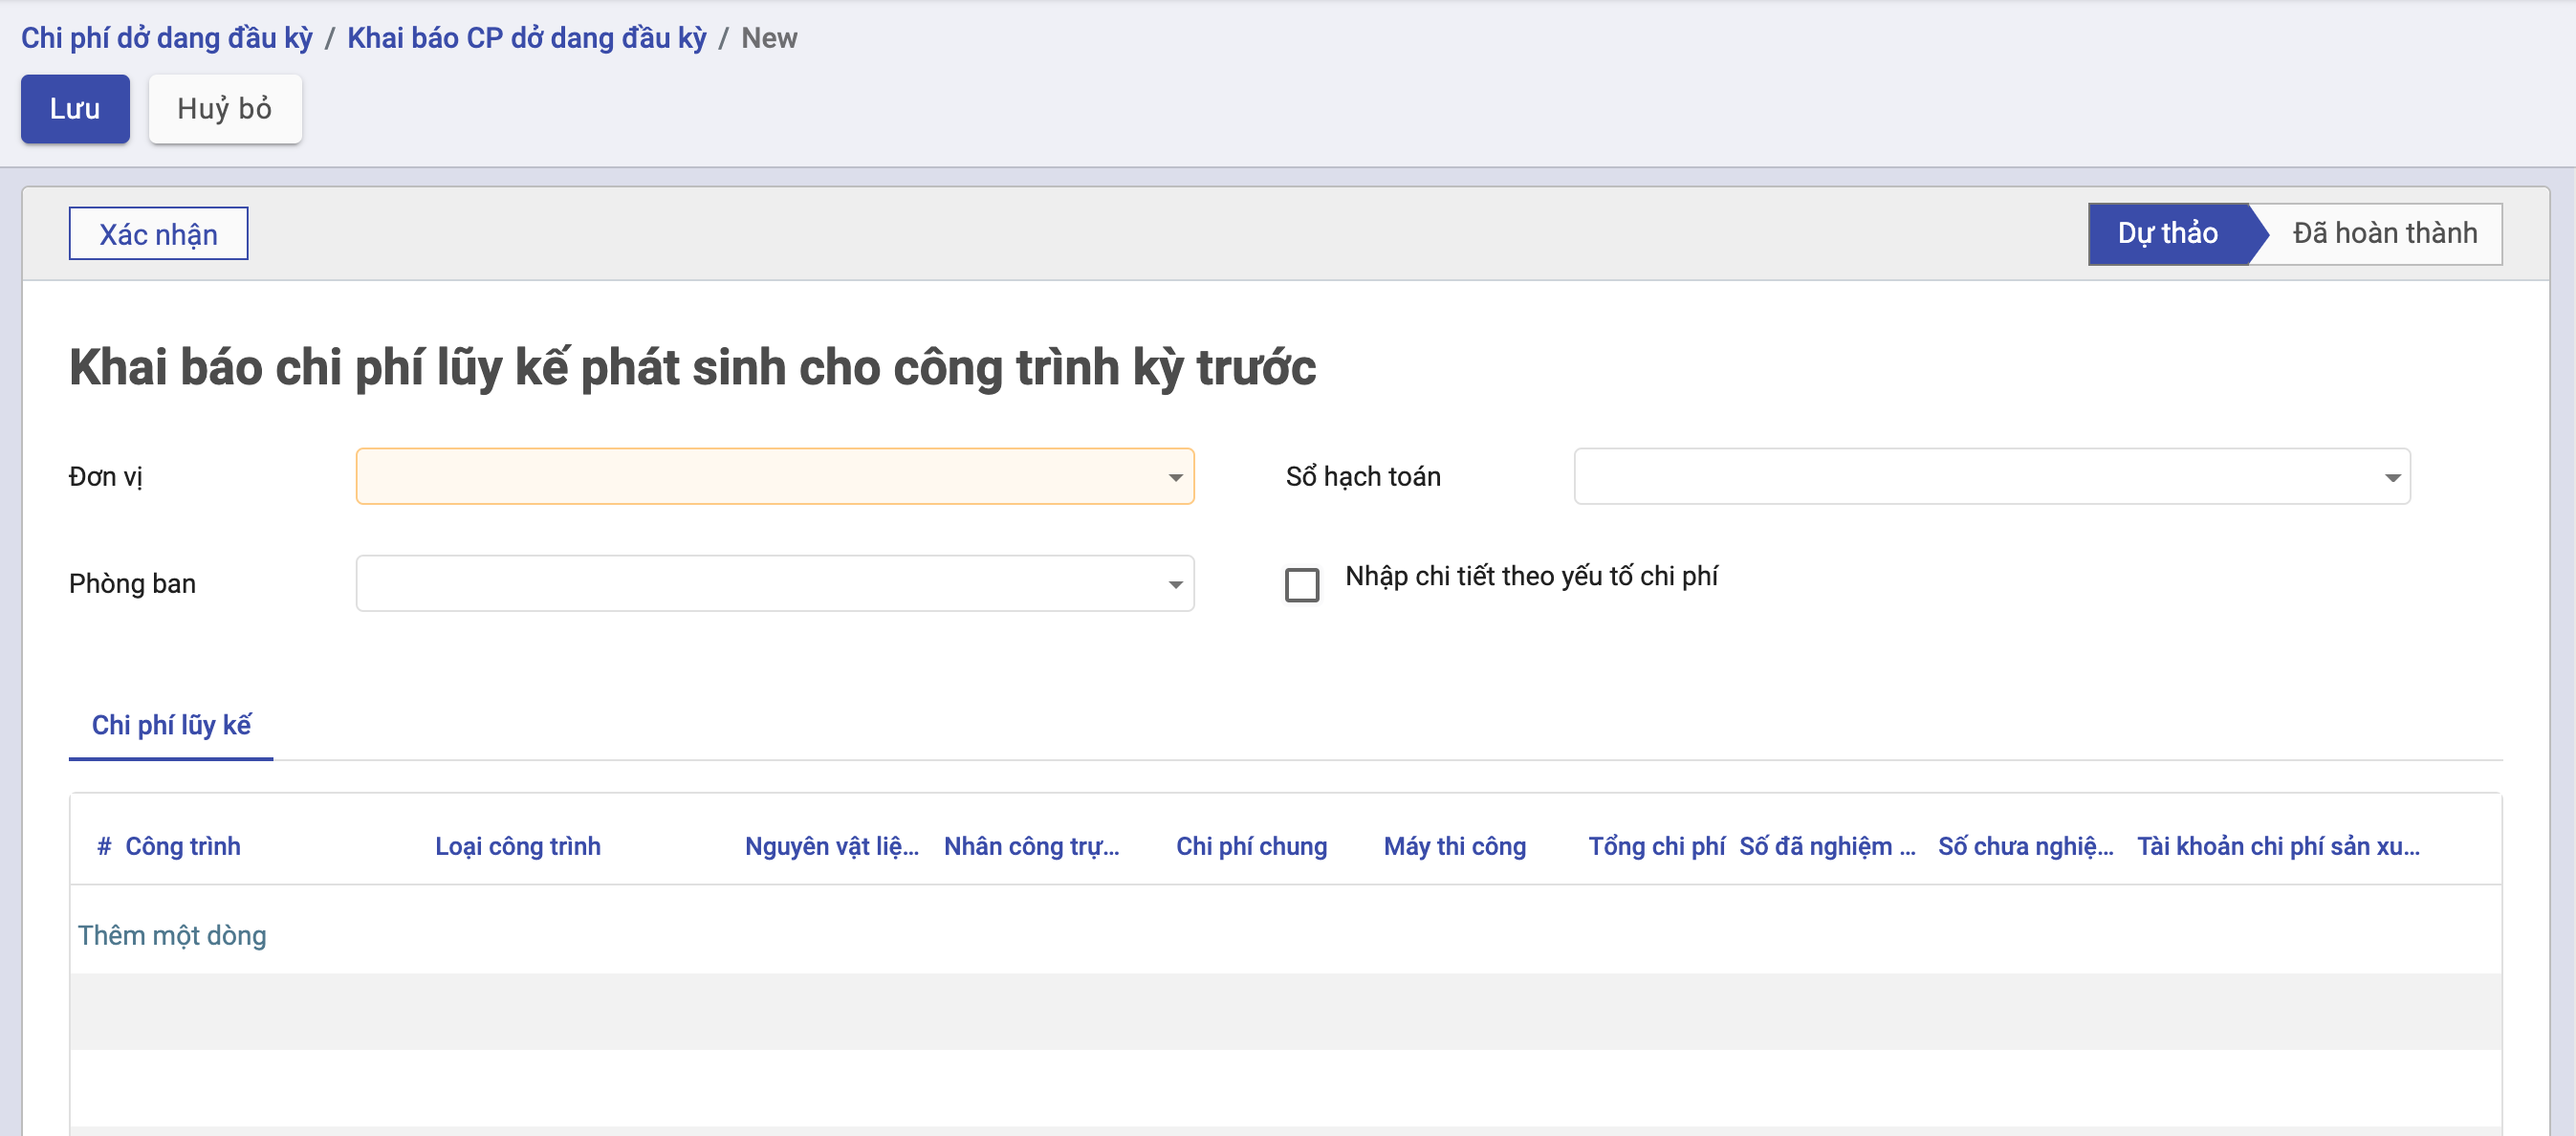 Chi phí dở dang đầu kỳ / Khai báo CP dở dang đầu kỳ / New
Lưu Huỷ bỏ
Xác nhận Dự thảo Đã hoàn thành
Khai báo chi phí lũy kế phát sinh cho công trình kỳ trước
Đơn vị Sổ hạch toán
Phòng ban Nhập chi tiết theo yếu tố chi phí
Chi phí lũy kế
# Công trình Loại công trình Nguyên vật liệ... Nhân công trự... Chi phí chung Máy thi công Tổng chi phí Số đã nghiệm ... Số chưa nghiệ... Tài khoản chi phí sản xu...
Thêm một dòng